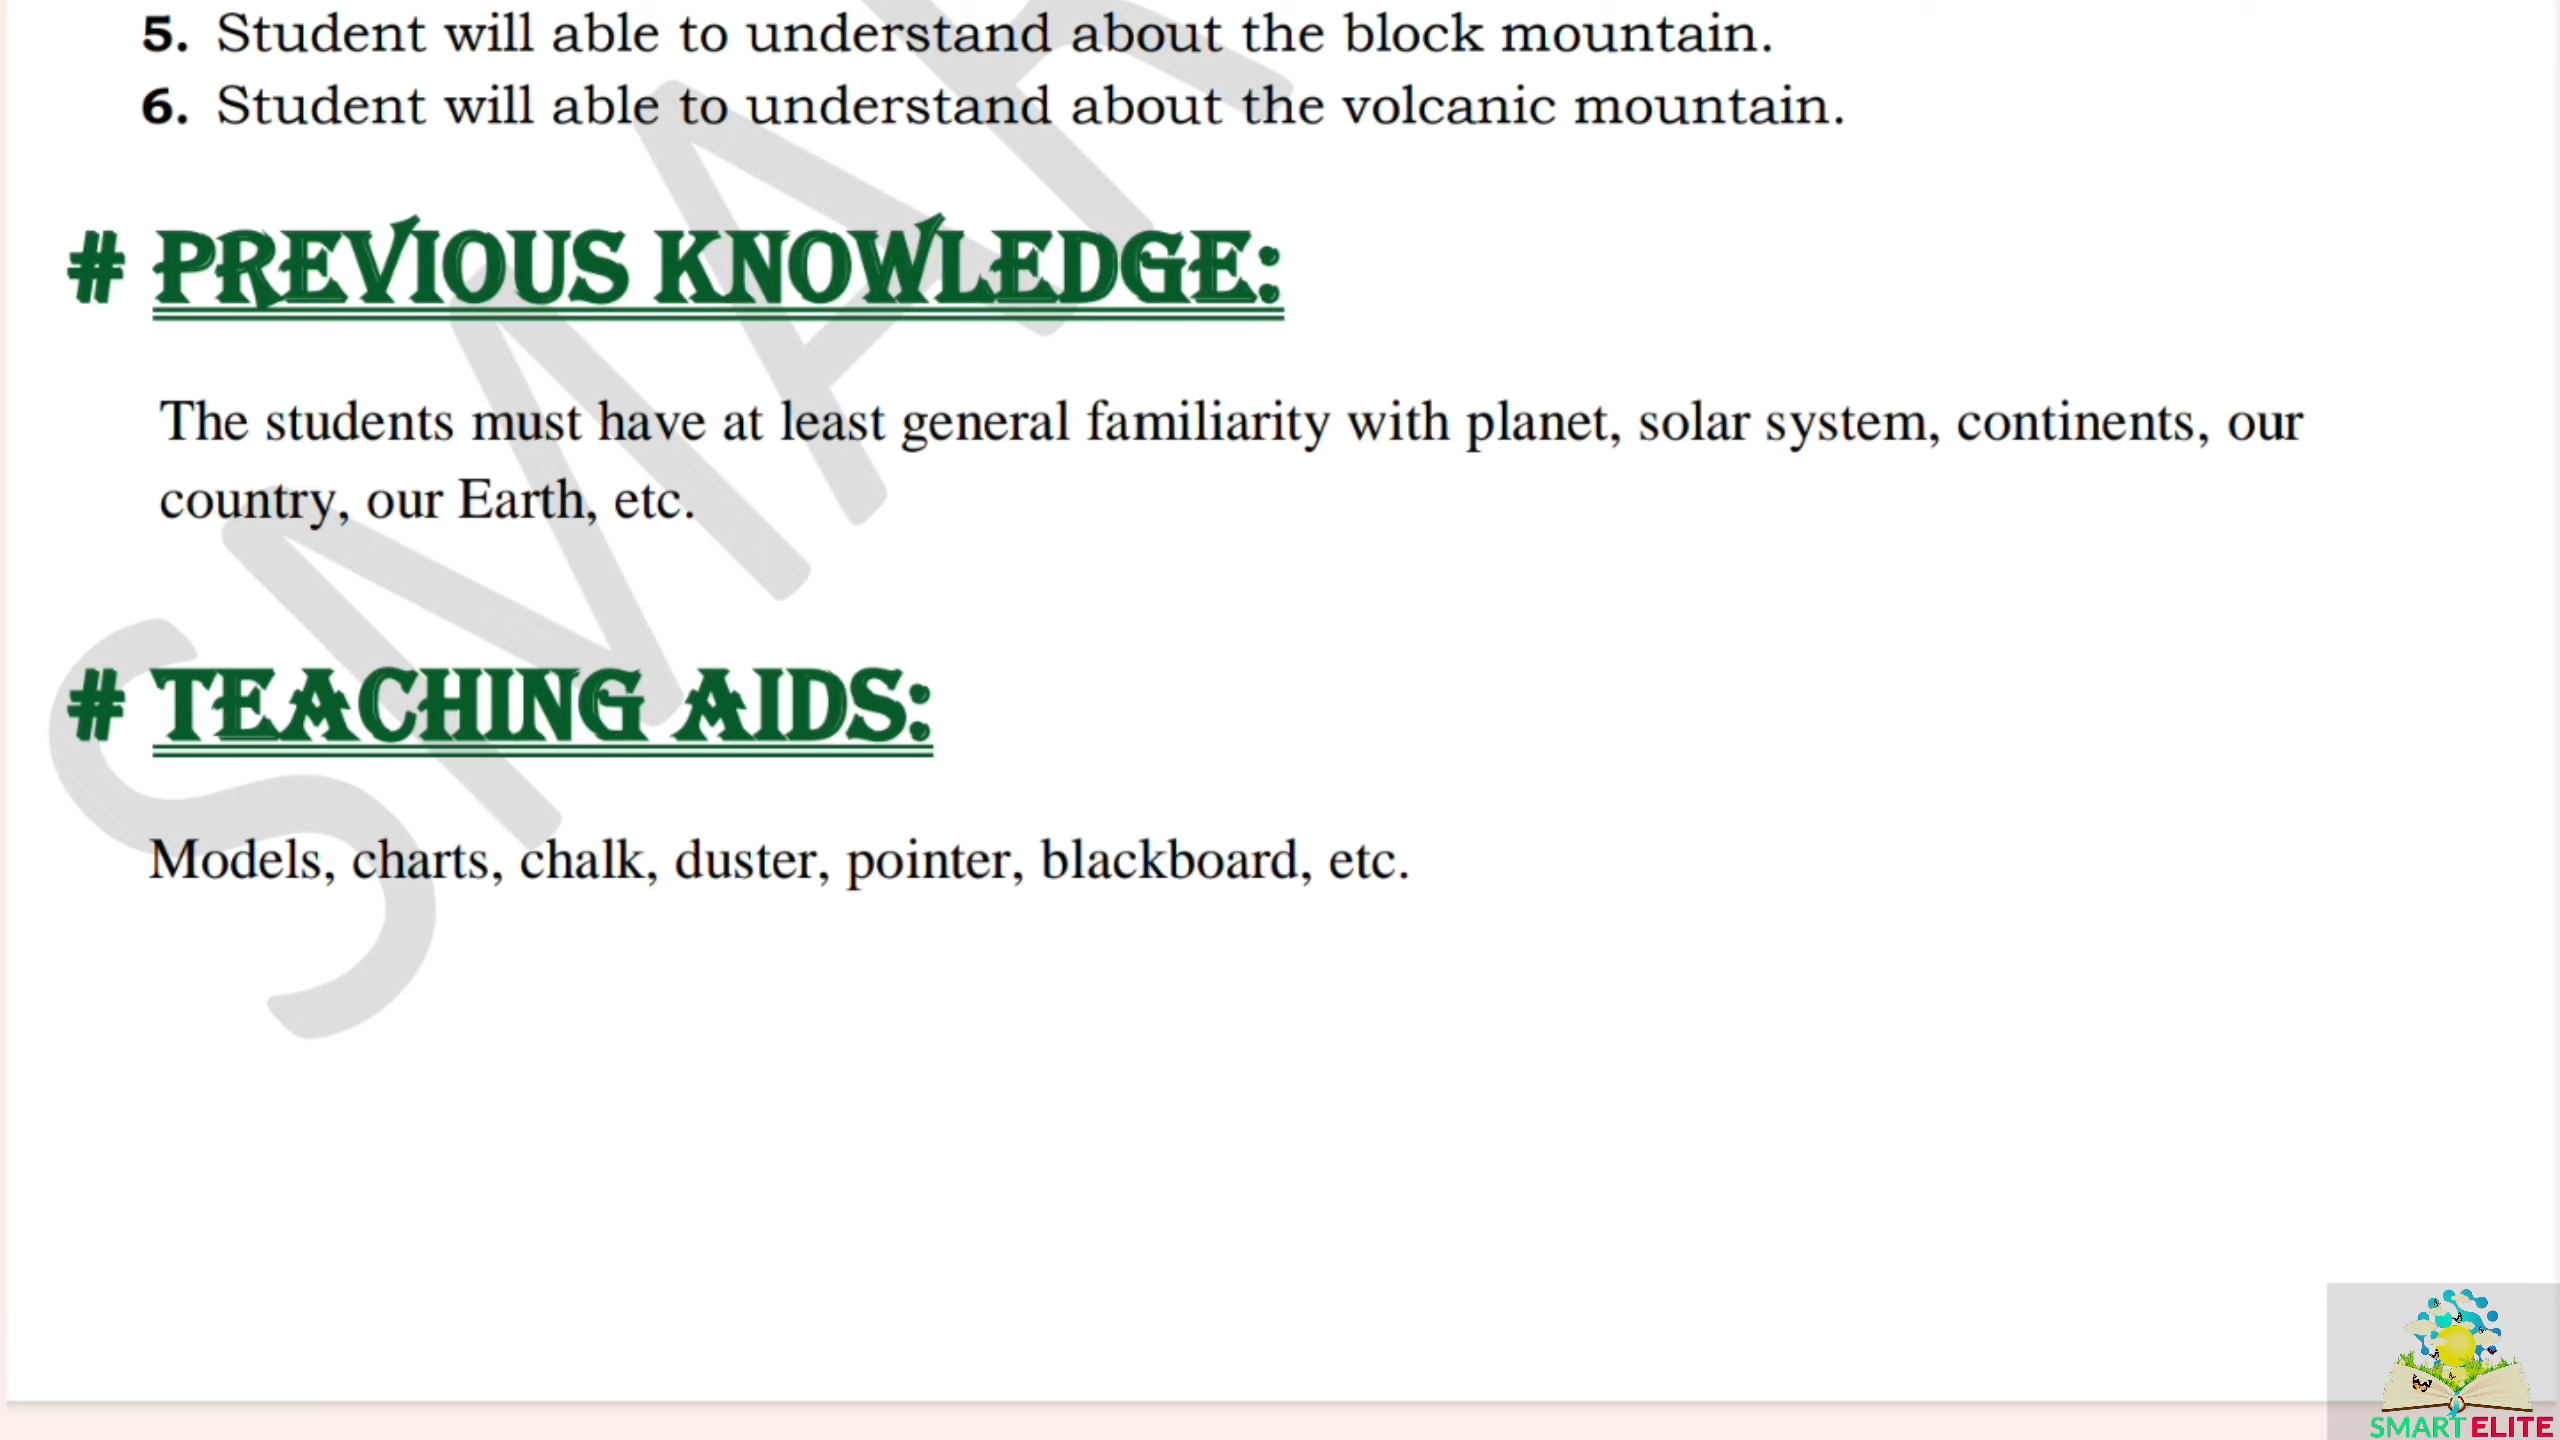 5. Student will able to understand about the block mountain.
6. Student will able to understand about the volcanic mountain.
# PREVIOUS KNOWLEDGE:
The students must have at least general familiarity with planet, solar system, continents, our
country, our Earth, etc.
# TEACHING AIDS:
Models, charts, chalk, duster, pointer, blackboard, etc.
SMAR
SMART ELITE